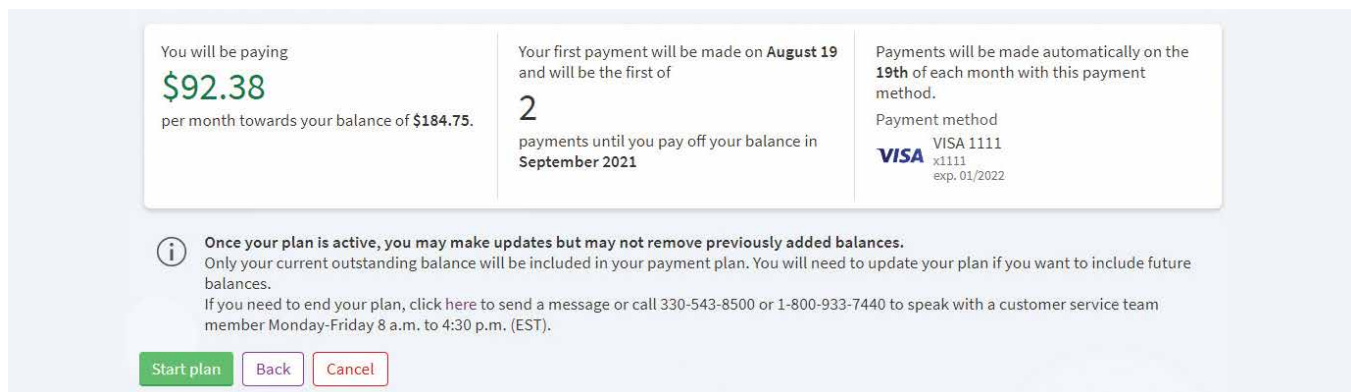 You will be paying
$92.38
per month towards your balance of $184.75.
Your first payment will be made on August 19
and will be the first of
2
payments until you pay off your balance in
September 2021
Payments will be made automatically on the
19th of each month with this payment
method.
Payment method
VISA VISA 1111
x1111
exp. 01/2022
Once your plan is active, you may make updates but may not remove previously added balances.
Only your current outstanding balance will be included in your payment plan. You will need to update your plan if you want to include future
balances.
If you need to end your plan, click here to send a message or call 330-543-8500 or 1-800-933-7440 to speak with a customer service team
member Monday-Friday 8 a.m. to 4:30 p.m. (EST).
Start plan Back Cancel